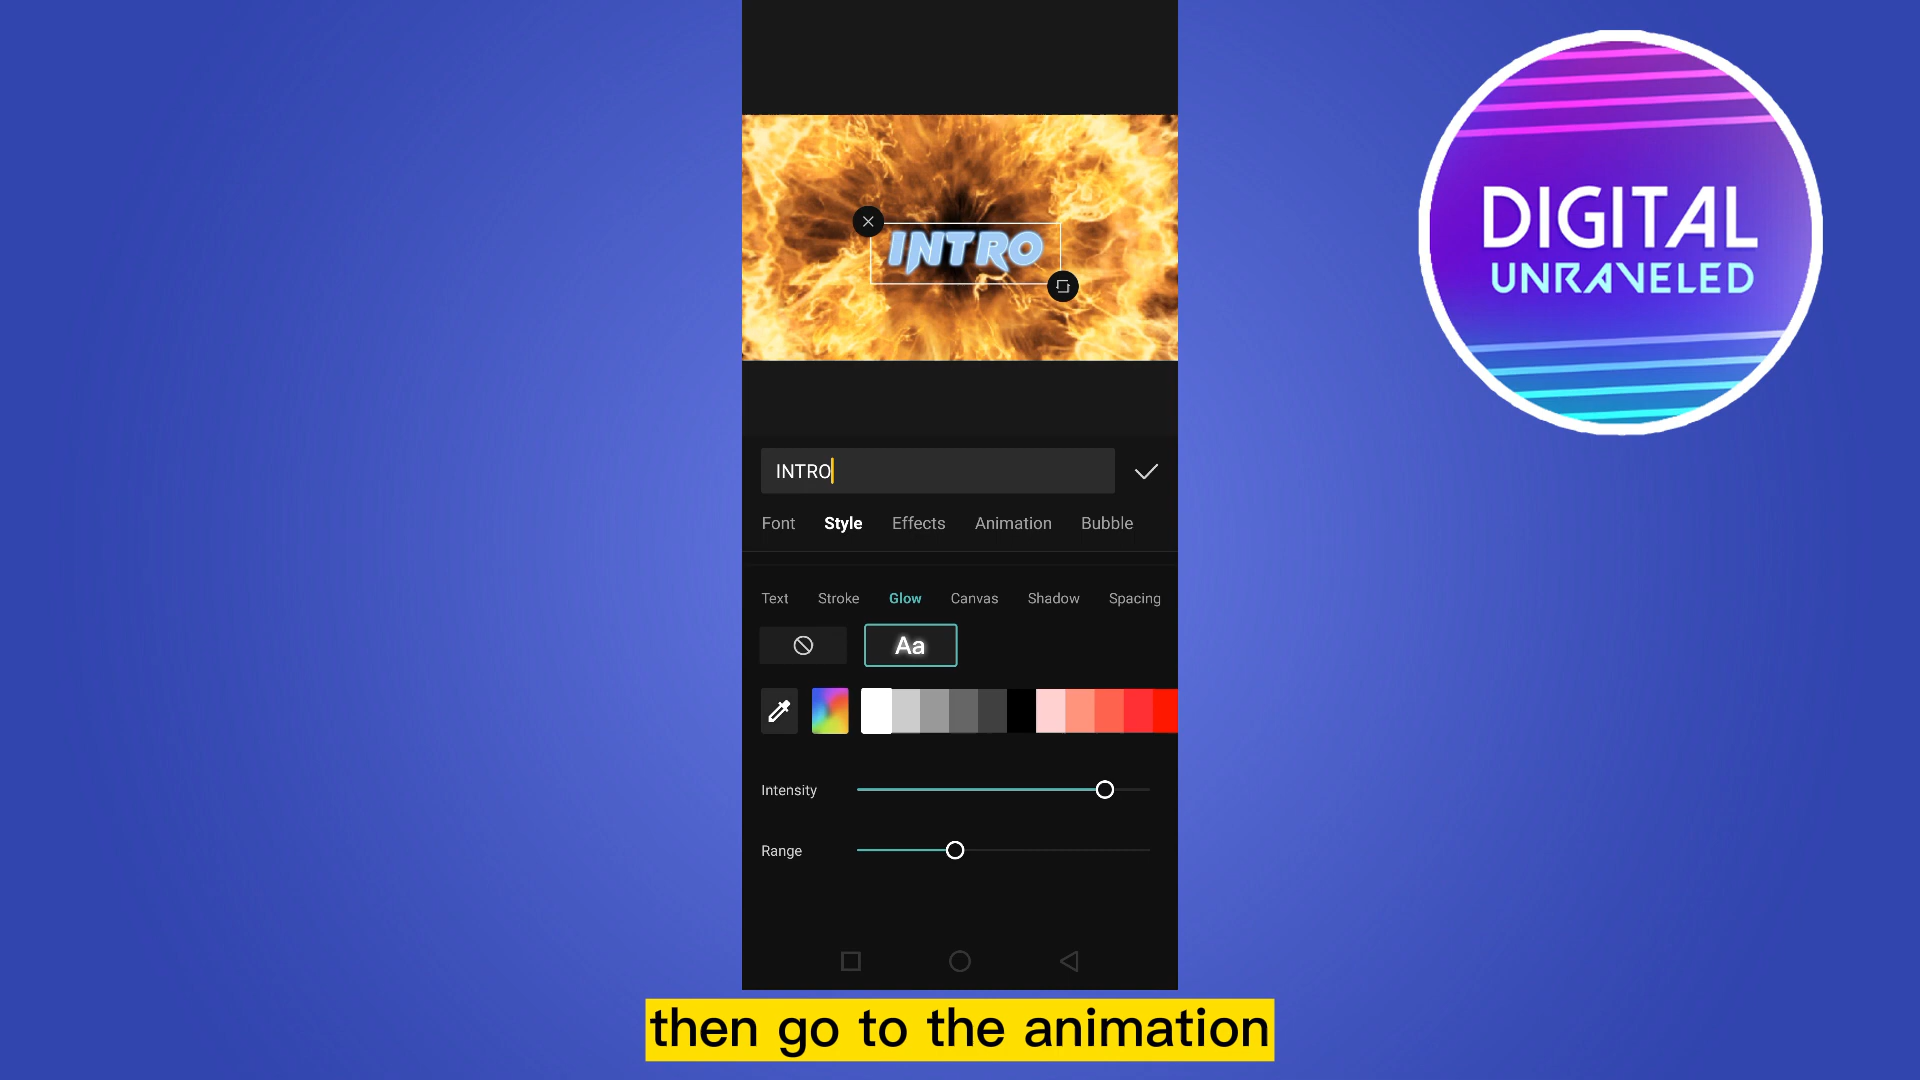 DIGITAL
UNRAVELED
INTRO
INTRO
Font Style Effects Animation Bubble
Text Stroke Glow Canvas Shadow Spacing
Aa
Intensity
Range
then go to the animation